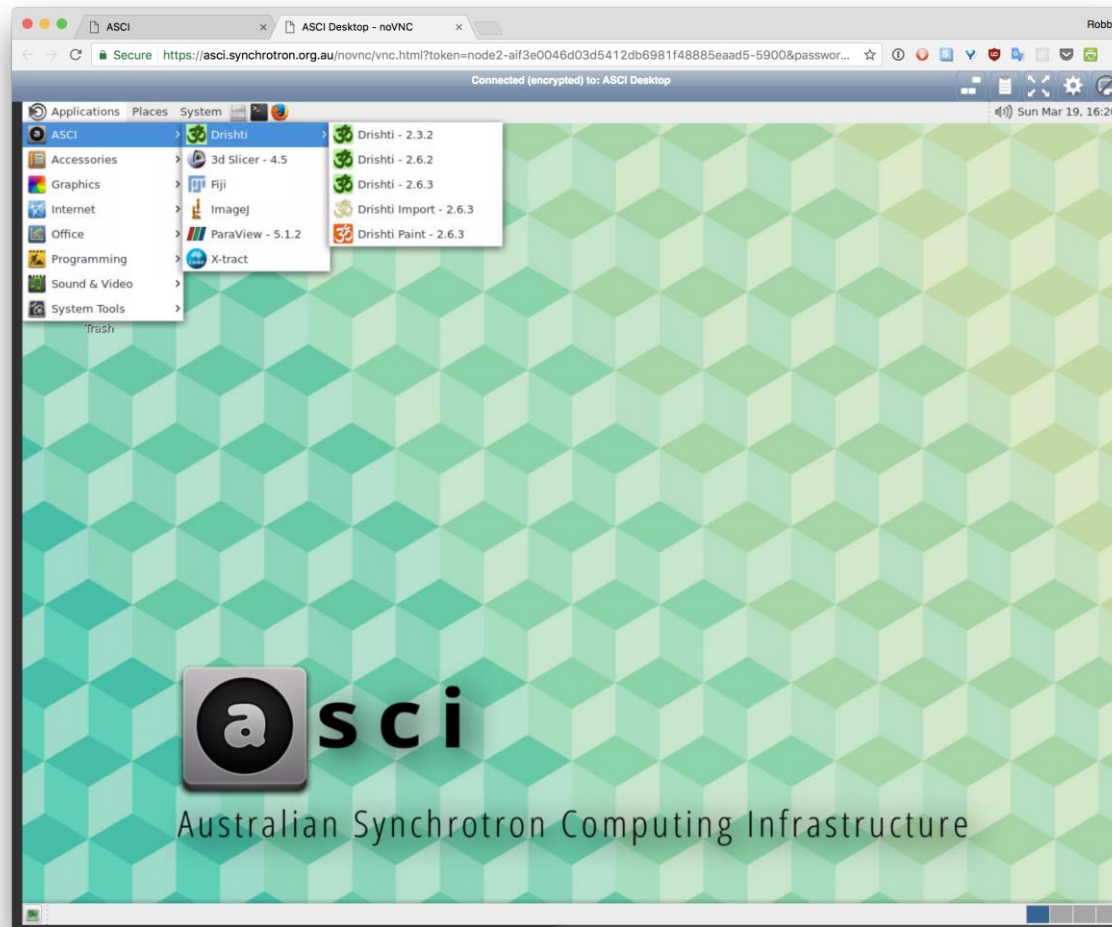 ASCI
ASCI Desktop - noVNC
Robb
Secure https://asci.synchrotron.org.au/novnc/vnc.html?token=node2-aif3e0046d03d5412db6981f48885eaad5-5900&passwor...
Connected (encrypted) to: ASCI Desktop
Applications Places System
Sun Mar 19, 16:20
ASCI
Accessories
Graphics
Internet
Office
Programming
Sound & Video
System Tools
Drishti
3d Slicer - 4.5
Fiji
ImageJ
ParaView - 5.1.2
X-tract
Drishti - 2.3.2
Drishti - 2.6.2
Drishti - 2.6.3
Drishti Import - 2.6.3
Drishti Paint - 2.6.3
Trash
asci
Australian Synchrotron Computing Infrastructure